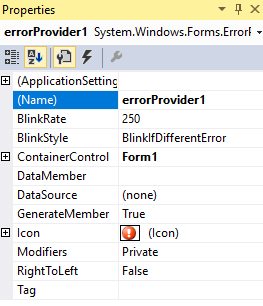 Properties
errorProvider1 System.Windows.Forms.ErrorP
(ApplicationSetting
(Name) errorProvider1
BlinkRate 250
BlinkStyle BlinkIfDifferentError
ContainerControl Form1
DataMember
DataSource (none)
GenerateMember True
Icon (Icon)
Modifiers Private
RightToLeft False
Tag